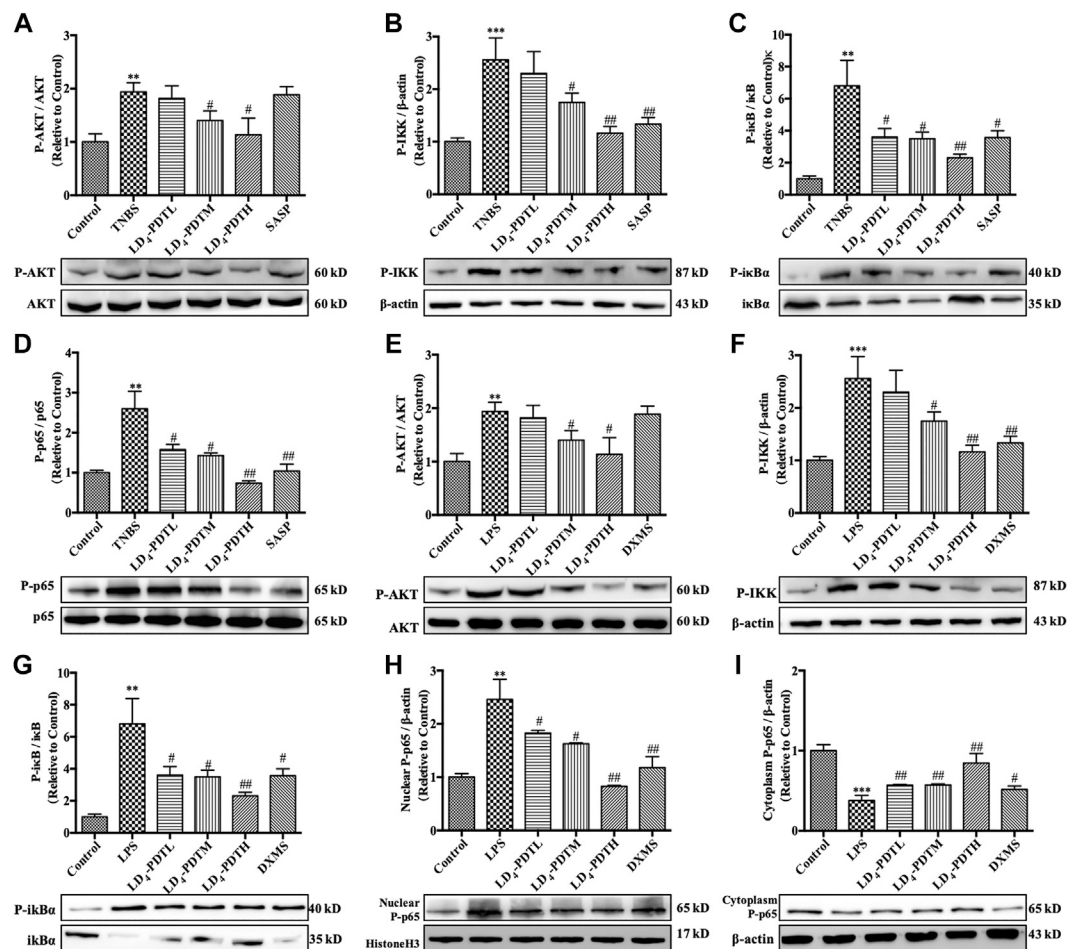 A
P-AKT / AKT
(Reletive to Control)
3
2
1
0
**
#
#
Control
TNBS
LD4-PDTL
LD4-PDTM
LD4-PDTH
SASP
P-AKT
60 kD
AKT
60 kD
B
P-IKK / β-actin
(Reletive to Control)
3
2
1
0
***
#
##
##
Control
TNBS
LD4-PDTL
LD4-PDTM
LD4-PDTH
SASP
P-IKK
87 kD
β-actin
43 kD
C
P-iκB / iκB
(Reletive to Control)κ
10
8
6
4
2
0
**
#
#
##
#
Control
TNBS
LD4-PDTL
LD4-PDTM
LD4-PDTH
SASP
P-iκBα
40 kD
iκBα
35 kD
D
P-p65 / p65
(Reletive to Control)
4
3
2
1
0
**
#
#
##
##
Control
TNBS
LD4-PDTL
LD4-PDTM
LD4-PDTH
SASP
P-p65
65 kD
p65
65 kD
E
P-AKT / AKT
(Reletive to Control)
3
2
1
0
**
#
#
Control
LPS
LD4-PDTL
LD4-PDTM
LD4-PDTH
DXMS
P-AKT
60 kD
AKT
60 kD
F
P-IKK / β-actin
(Reletive to Control)
3
2
1
0
***
#
##
##
Control
LPS
LD4-PDTL
LD4-PDTM
LD4-PDTH
DXMS
P-IKK
87 kD
β-actin
43 kD
G
P-iκB / iκB
(Reletive to Control)
10
8
6
4
2
0
**
#
#
##
#
Control
LPS
LD4-PDTL
LD4-PDTM
LD4-PDTH
DXMS
P-ikBα
40 kD
ikBα
35 kD
H
Nuclear P-p65 / β-actin
(Reletive to Control)
3
2
1
0
**
#
#
##
##
Control
LPS
LD4-PDTL
LD4-PDTM
LD4-PDTH
DXMS
Nuclear
P-p65
65 kD
HistoneH3
17 kD
I
Cytoplasm P-p65 / β-actin
(Reletive to Control)
2
1
0
***
##
##
##
#
Control
LPS
LD4-PDTL
LD4-PDTM
LD4-PDTH
DXMS
Cytoplasm
P-p65
65 kD
β-actin
43 kD